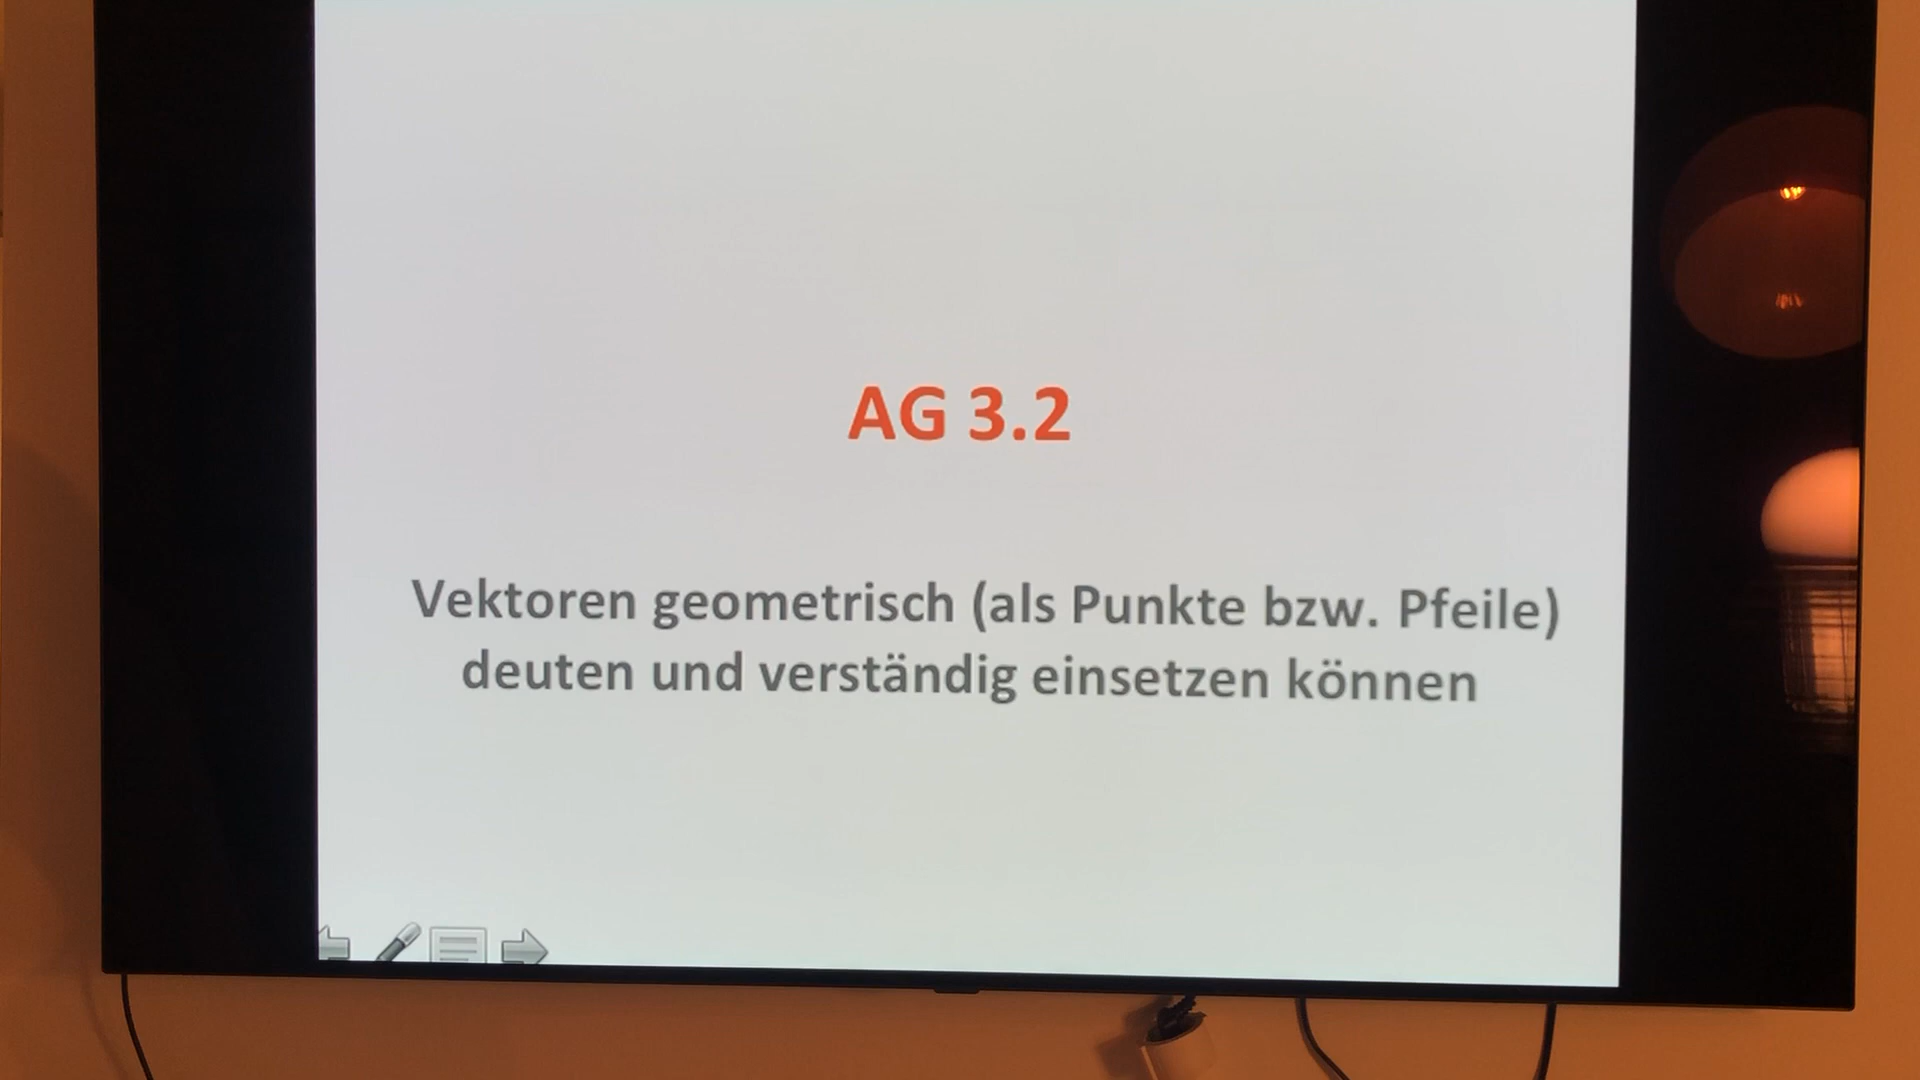 AG 3.2
Vektoren geometrisch (als Punkte bzw. Pfeile)
deuten und verständig einsetzen können